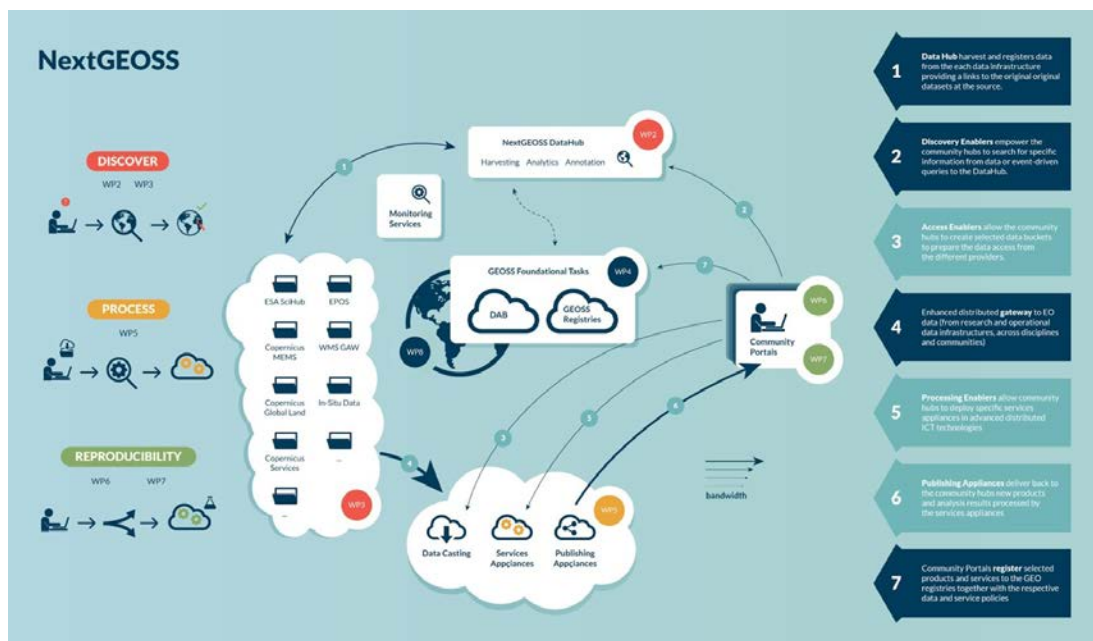 NextGEOSS
DISCOVER
WP2 WP3
PROCESS
WP5
REPRODUCIBILITY
WP6 WP7
1
NextGEOSS DataHub
Harvesting Analytics Annotation
WP2
Monitoring
Services
2
7
GEOSS Foundational Tasks
WP4
DAB
GEOSS
Registries
WP8
Community
Portals
WP6
WP7
ESA SciHub
EPOS
Copernicus
MEMS
WMS GAW
Copernicus
Global Land
In-Situ Data
Copernicus
Services
...
...
WP3
4
3
5
6
bandwidth
Data Casting
Services
Appçiances
Publishing
Appçiances
WP5
1
Data Hub harvest and registers data
from the each data infrastructure
providing a links to the original original
datasets at the source.
2
Discovery Enablers empower the
community hubs to search for specific
information from data or event-driven
queries to the DataHub.
3
Access Enablers allow the community
hubs to create selected data buckets
to prepare the data access from
the different providers.
4
Enhanced distributed gateway to EO
data (from research and operational
data infrastructures, across disciplines
and communities)
5
Processing Enablers allow community
hubs to deploy specific services
appliances in advanced distributed
ICT technologies
6
Publishing Appliances deliver back to
the community hubs new products
and analysis results processed by
the services appliances
7
Community Portals register selected
products and services to the GEO
registries together with the respective
data and service policies